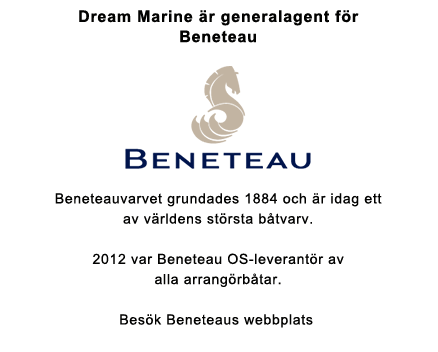 Dream Marine är generalagent för
Beneteau
BENETEAU
Beneteauvarvet grundades 1884 och är idag ett
av världens största båtvarv.
2012 var Beneteau OS-leverantör av
alla arrangörbåtar.
Besök Beneteaus webbplats